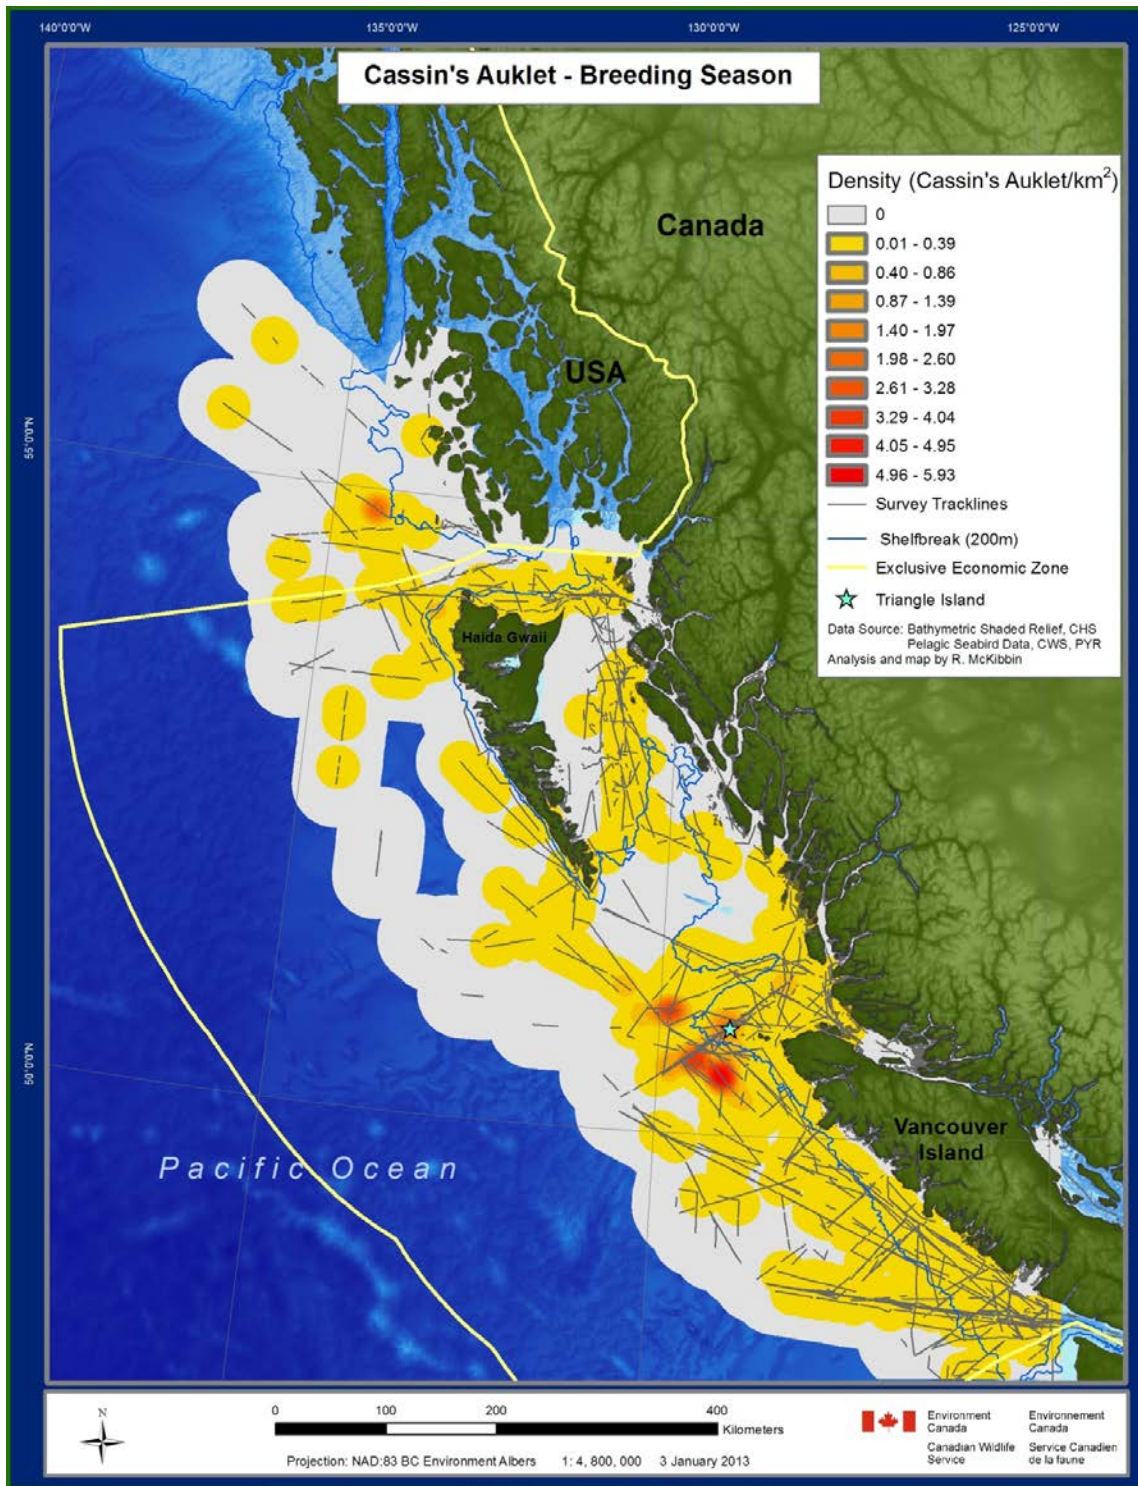 140°0'0"W
135°0'0"W
130°0'0"W
125°0'0"W
Cassin's Auklet - Breeding Season
Density (Cassin's Auklet/km²)
0
0.01 - 0.39
0.40 - 0.86
0.87 - 1.39
1.40 - 1.97
1.98 - 2.60
2.61 - 3.28
3.29 - 4.04
4.05 - 4.95
4.96 - 5.93
Survey Tracklines
Shelfbreak (200m)
Exclusive Economic Zone
Triangle Island
Data Source: Bathymetric Shaded Relief, CHS
Pelagic Seabird Data, CWS, PYR
Analysis and map by R. McKibbin
Canada
USA
55°0'0"N
Haida Gwaii
50°0'0"N
Vancouver
Island
Pacific Ocean
N
0 100 200 400
Kilometers
Projection: NAD:83 BC Environment Albers 1: 4, 800, 000 3 January 2013
Environment
Canada
Canadian Wildlife
Service
Environnement
Canada
Service Canadien
de la faune